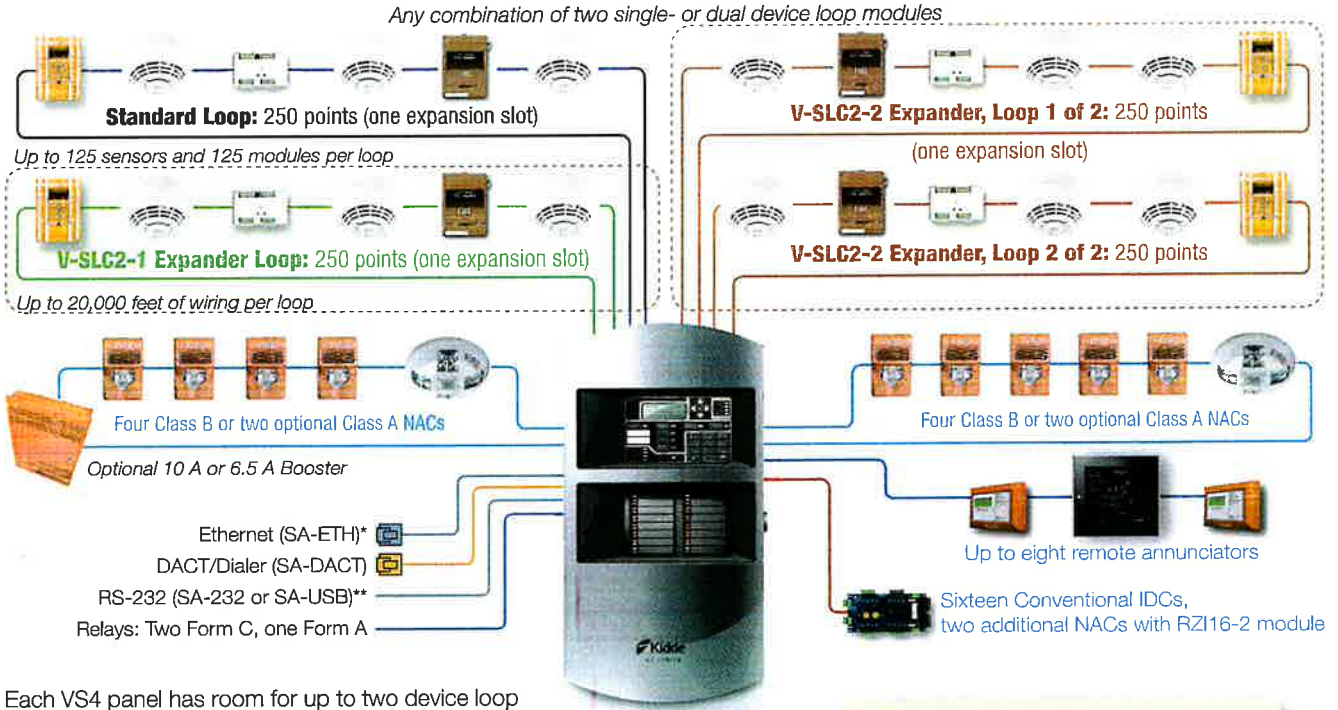 Any combination of two single- or dual device loop modules
Standard Loop: 250 points (one expansion slot)
Up to 125 sensors and 125 modules per loop
V-SLC2-1 Expander Loop: 250 points (one expansion slot)
Up to 20,000 feet of wiring per loop
V-SLC2-2 Expander, Loop 1 of 2: 250 points
(one expansion slot)
V-SLC2-2 Expander, Loop 2 of 2: 250 points
Four Class B or two optional Class A NACs
Optional 10 A or 6.5 A Booster
Four Class B or two optional Class A NACs
Ethernet (SA-ETH)*
DACT/Dialer (SA-DACT)
RS-232 (SA-232 or SA-USB)**
Relays: Two Form C, one Form A
Up to eight remote annunciators
Sixteen Conventional IDCs,
two additional NACs with RZI16-2 module
Kidde
Each VS4 panel has room for up to two device loop